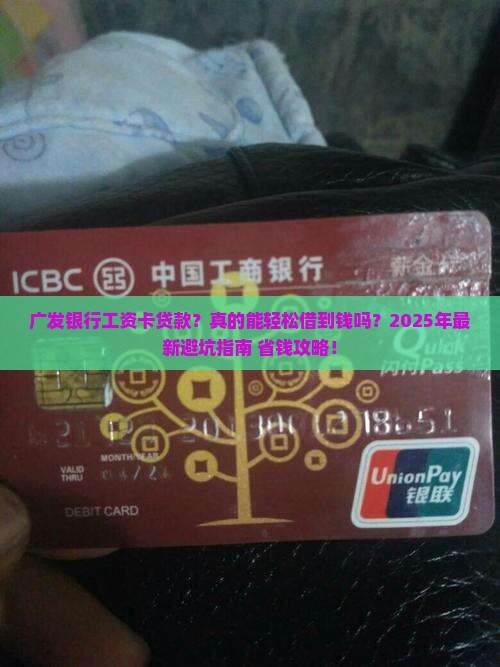 ICBC 中国工商银行
广发银行工资卡贷款？真的能轻松借到钱吗？2025年最
新避坑指南 省钱攻略！
Quick
闪付Pass
MONTH/YEAR
VALID
THRU
DEBIT CARD
UnionPay
银联